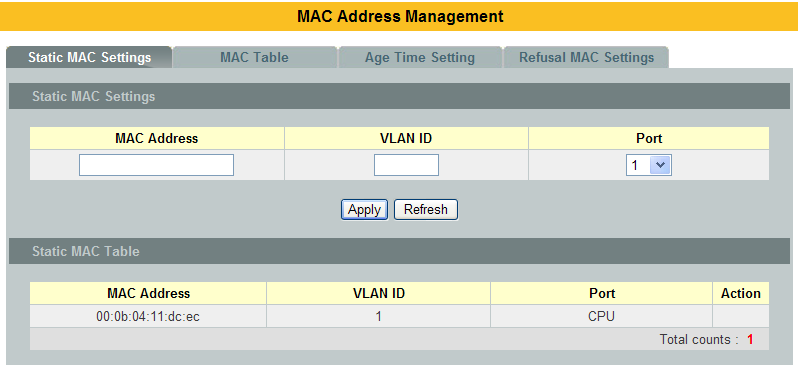 MAC Address Management
Static MAC Settings MAC Table Age Time Setting Refusal MAC Settings
Static MAC Settings
MAC Address VLAN ID Port
1
Apply Refresh
Static MAC Table
MAC Address VLAN ID Port Action
00:0b:04:11:dc:ec 1 CPU
Total counts : 1